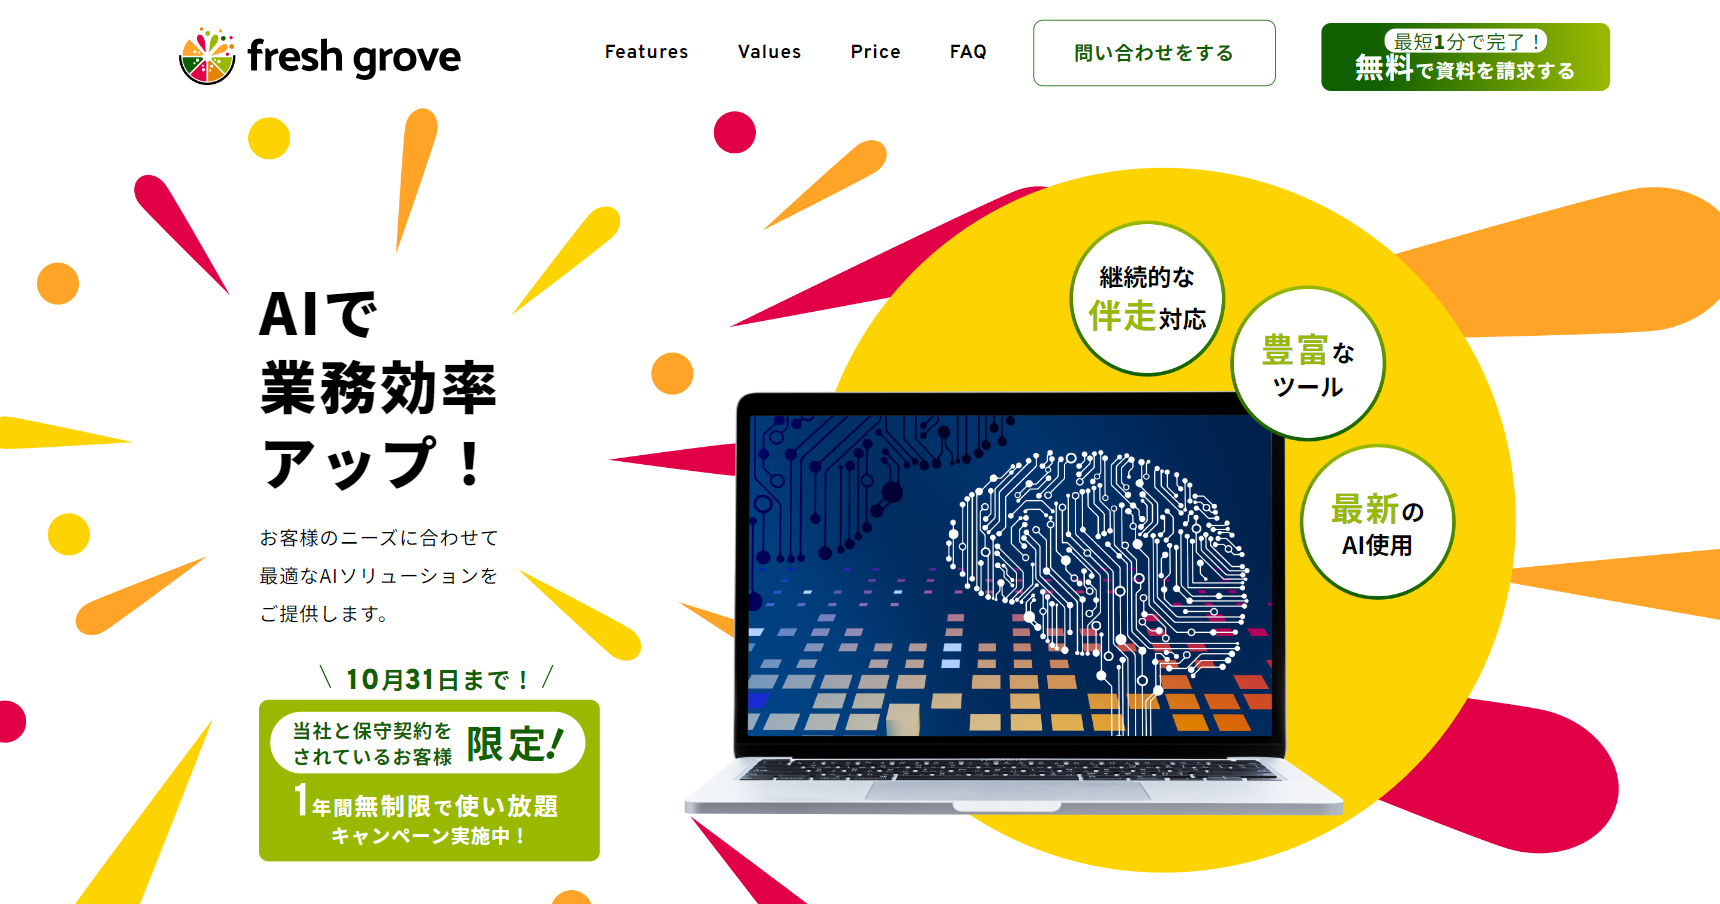 fresh grove
Features
Values
Price
FAQ
問い合わせをする
最短1分で完了！
無料で資料を請求する
AIで
業務効率
アップ！
お客様のニーズに合わせて
最適なAIソリューションを
ご提供します。
10月31日まで！
当社と保守契約を
されているお客様
限定!
1年間無制限で使い放題
キャンペーン実施中！
継続的な
伴走対応
豊富な
ツール
最新の
AI使用